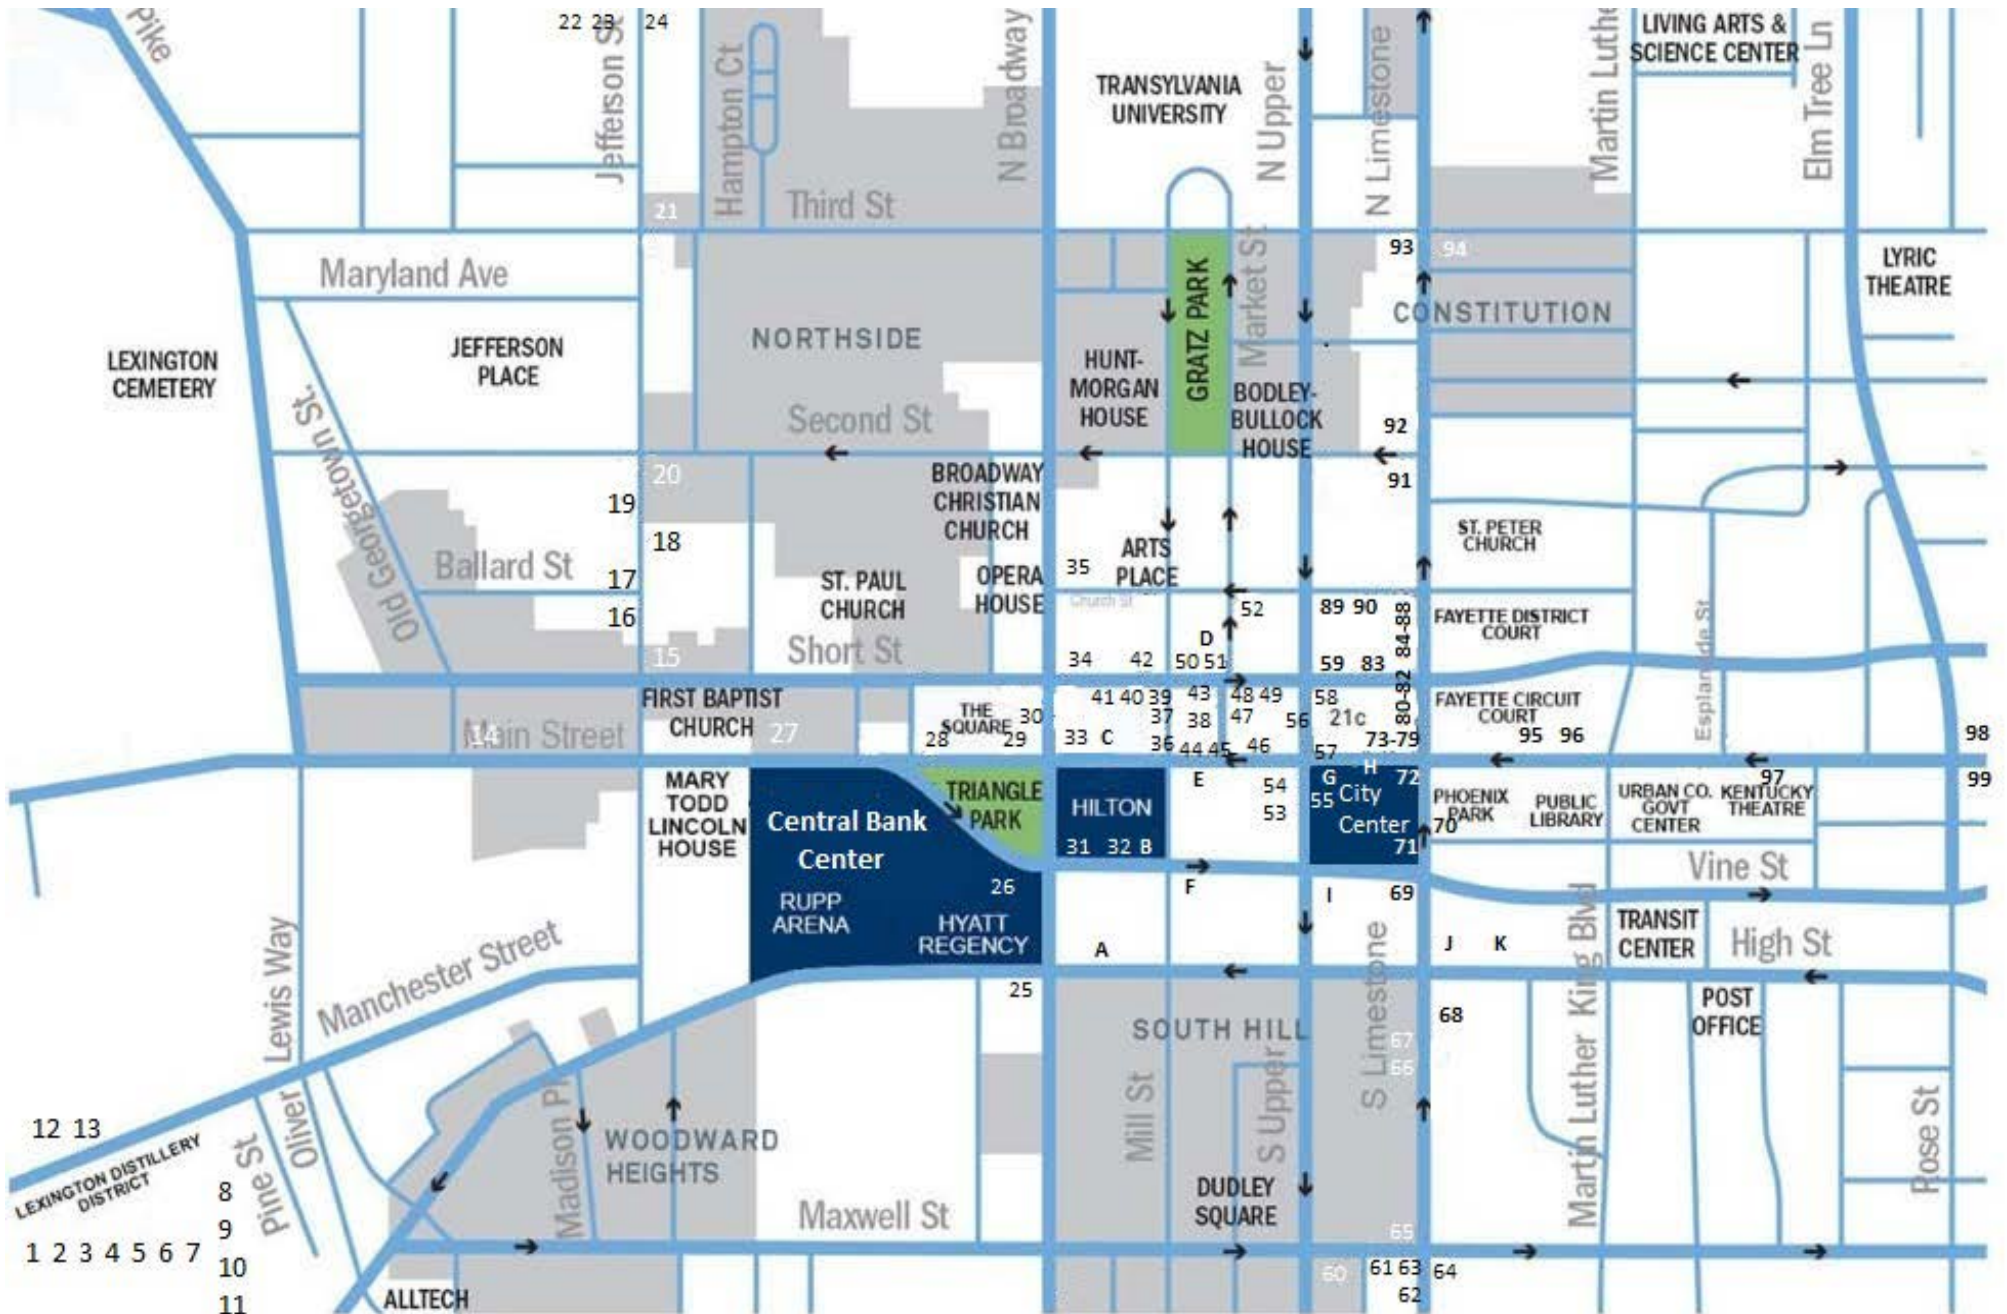 Pike
22 23 24
Jefferson St
Hampton Ct
N Broadway
TRANSYLVANIA
UNIVERSITY
N Upper
N Limestone
Martin Luthe
LIVING ARTS &
SCIENCE CENTER
Elm Tree Ln
21
Third St
Market St
93
94
LYRIC
THEATRE
Maryland Ave
GRATZ PARK
CONSTITUTION
NORTHSIDE
LEXINGTON
CEMETERY
JEFFERSON
PLACE
HUNT-
MORGAN
HOUSE
BODLEY-
BULLOCK
HOUSE
Old Georgetown St.
Second St
92
20
19
BROADWAY
CHRISTIAN
CHURCH
91
18
ARTS
PLACE
ST. PETER
CHURCH
Ballard St
17
16
ST. PAUL
CHURCH
OPERA
HOUSE
35
Church St
52
89 90
84-88
FAYETTE DISTRICT
COURT
Esplande St
D
15
Short St
34
42
50 51
59 83
FIRST BAPTIST
CHURCH
THE
SQUARE
30
41 40 39
43
48 49
58
80-82
FAYETTE CIRCUIT
COURT
14
Main Street
27
28
29
33 C
37
38
47
56
21c
36
44 45
46
57
73-79
95 96
98
MARY
TODD
LINCOLN
HOUSE
Central Bank
Center
TRIANGLE
PARK
HILTON
31 32 B
E
54
53
G
H
72
55
City
Center
71
70
PHOENIX
PARK
PUBLIC
LIBRARY
URBAN CO.
GOVT
CENTER
97
KENTUCKY
THEATRE
99
Vine St
RUPP
ARENA
26
HYATT
REGENCY
F
I
69
Lewis Way
Manchester Street
A
S Limestone
J
K
Martin Luther King Blvd
TRANSIT
CENTER
High St
25
SOUTH HILL
68
67
66
POST
OFFICE
12 13
LEXINGTON DISTILLERY
DISTRICT
Pine St
Oliver
Madison Pl
WOODWARD
HEIGHTS
Mill St
S Upper
Rose St
8
9
DUDLEY
SQUARE
Maxwell St
65
1 2 3 4 5 6 7
10
11
ALLTECH
60
61 63
62
64